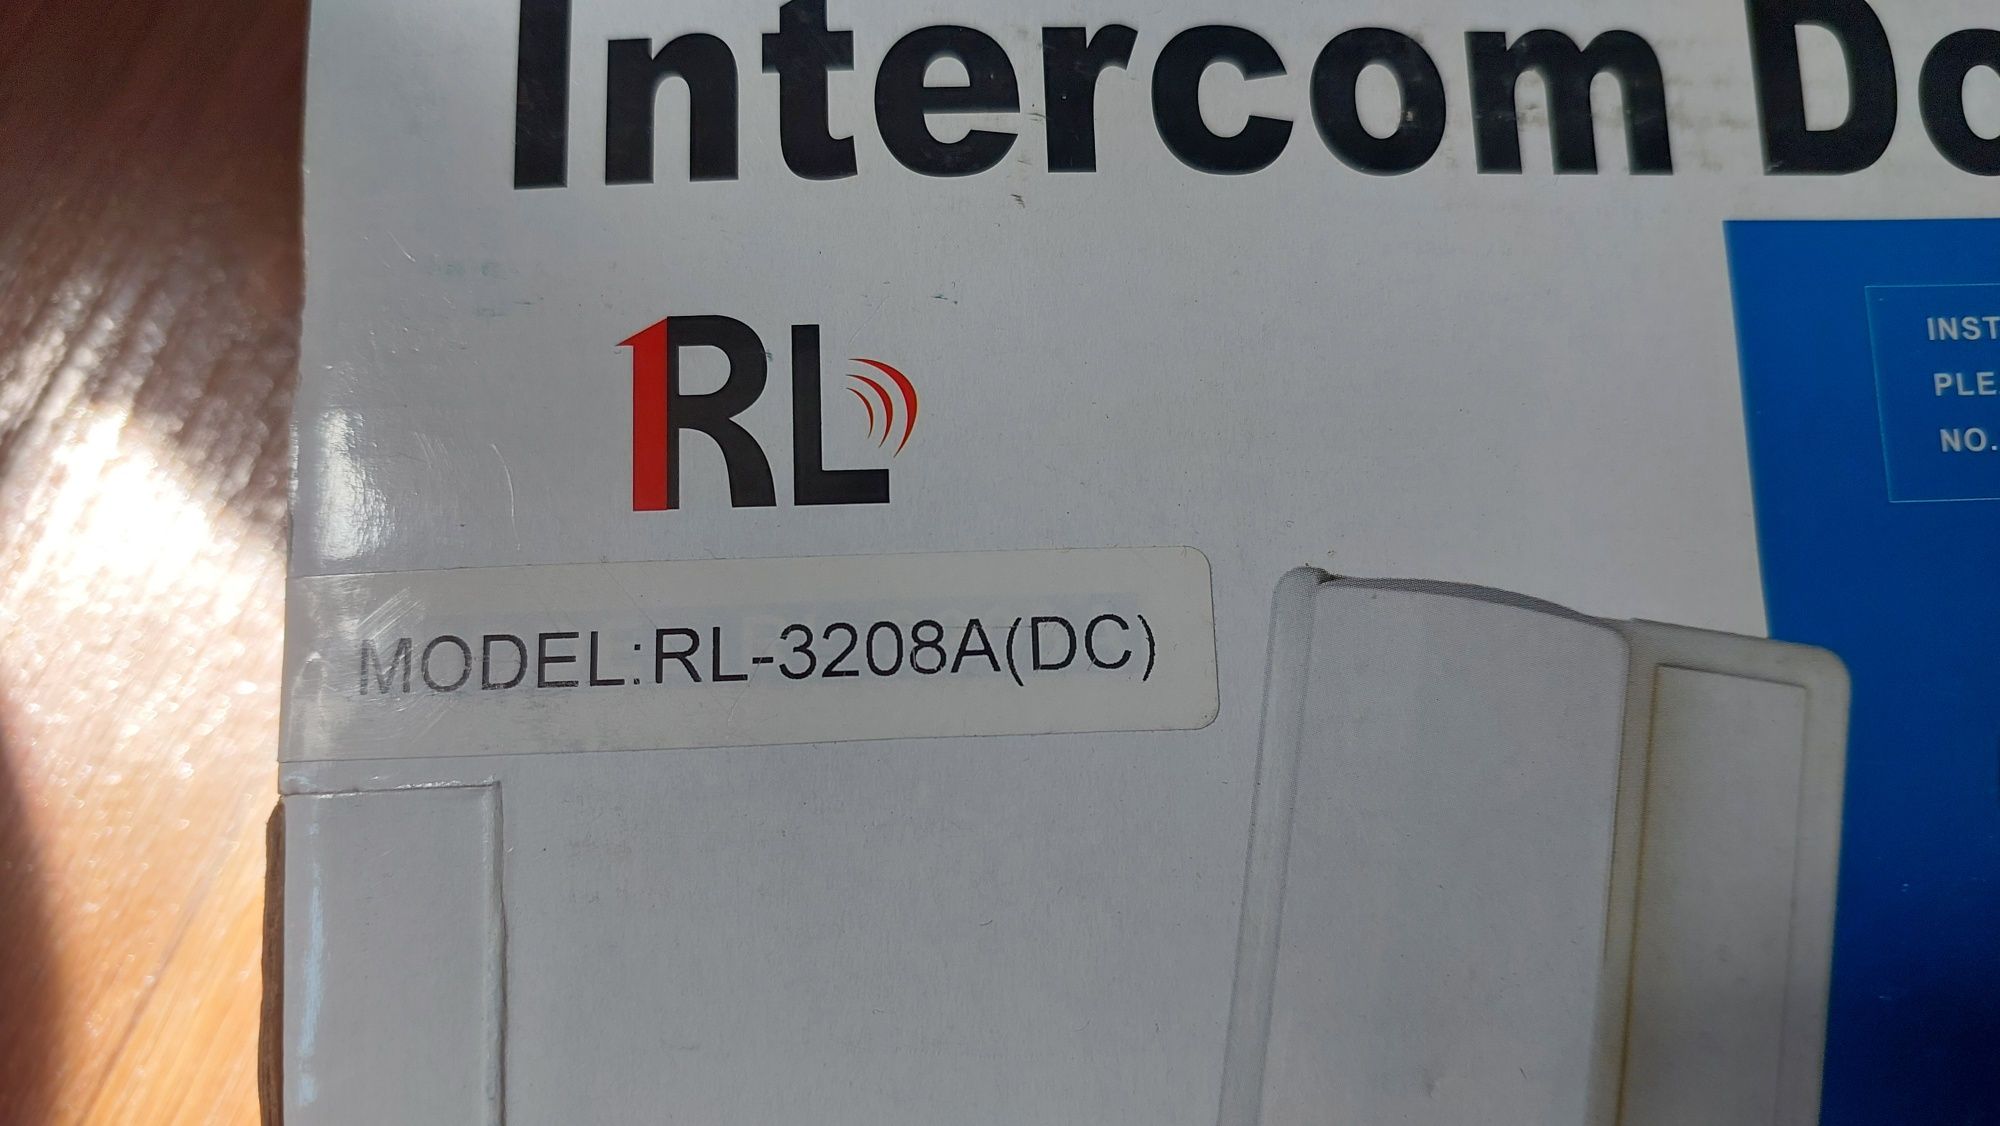 Intercom Do
RL
INST
PLE
NO.
MODEL:RL-3208A(DC)